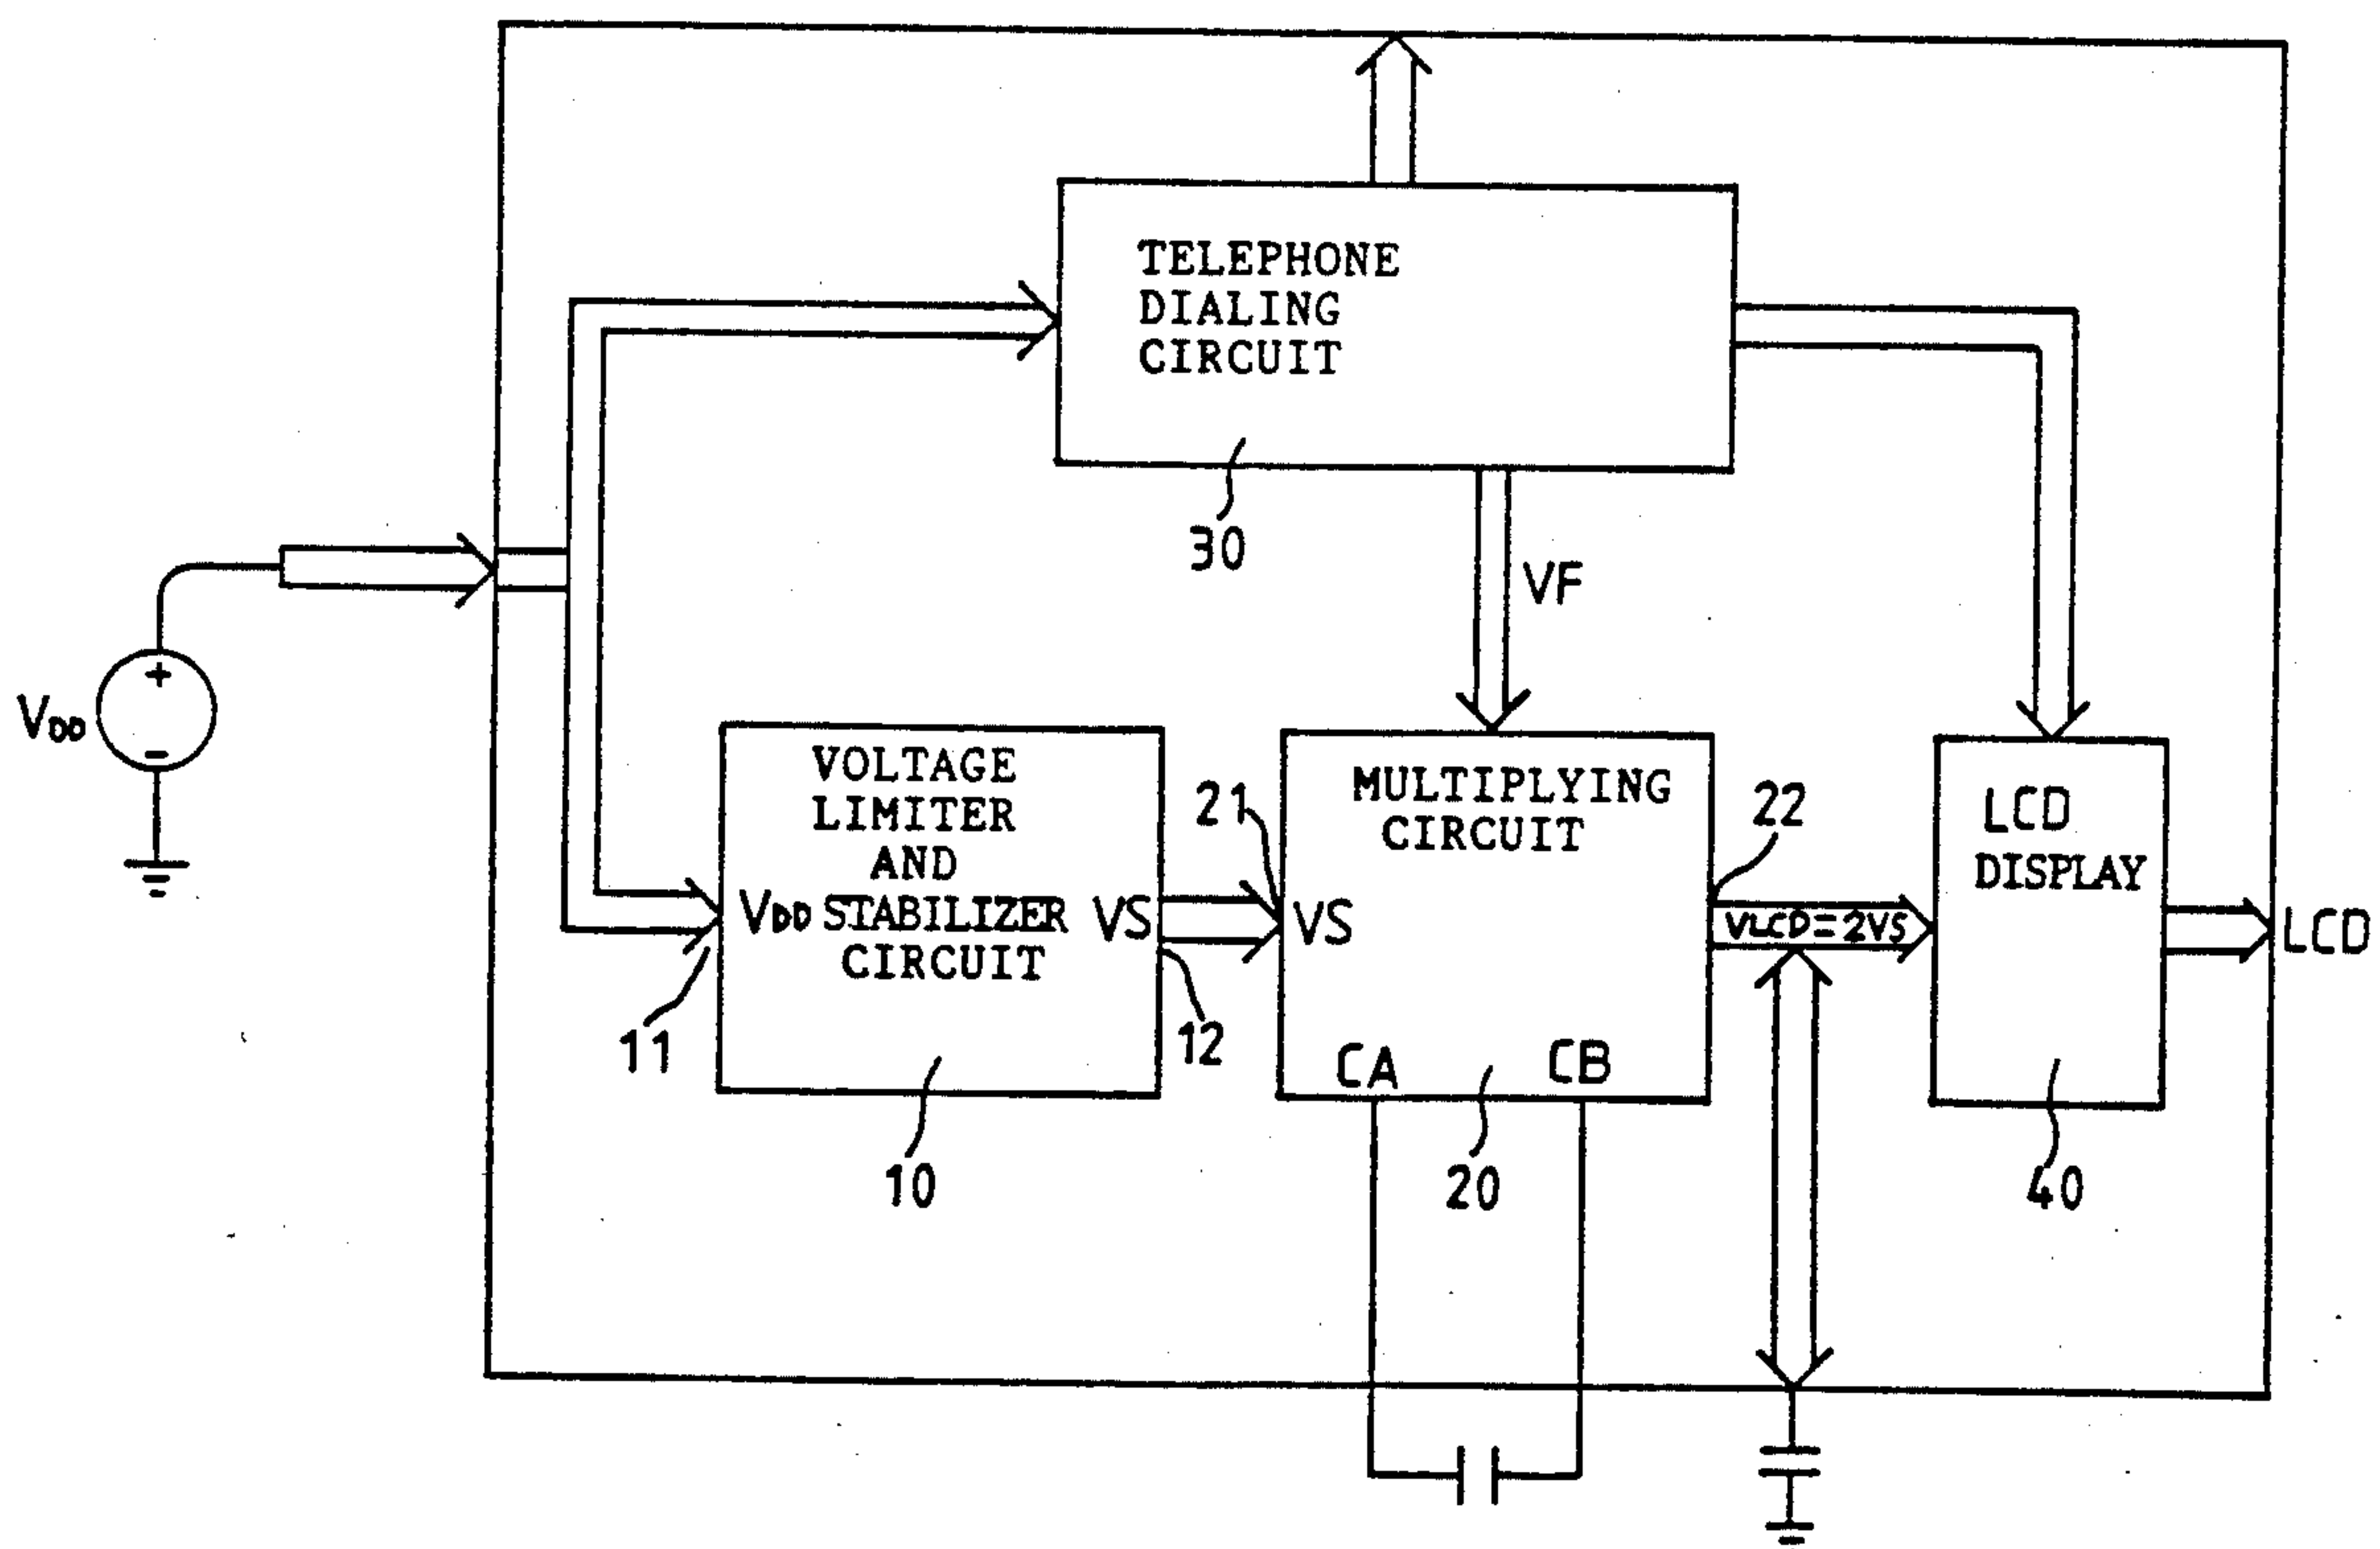 TELEPHONE
DIALING
CIRCUIT
30
VF
+
VDD
-
VOLTAGE
LIMITER
AND
VDD STABILIZER VS
CIRCUIT
11
12
10
21
MULTIPLYING
CIRCUIT
VS
CA
CB
20
22
VLCD=2VS
LCD
DISPLAY
40
LCD